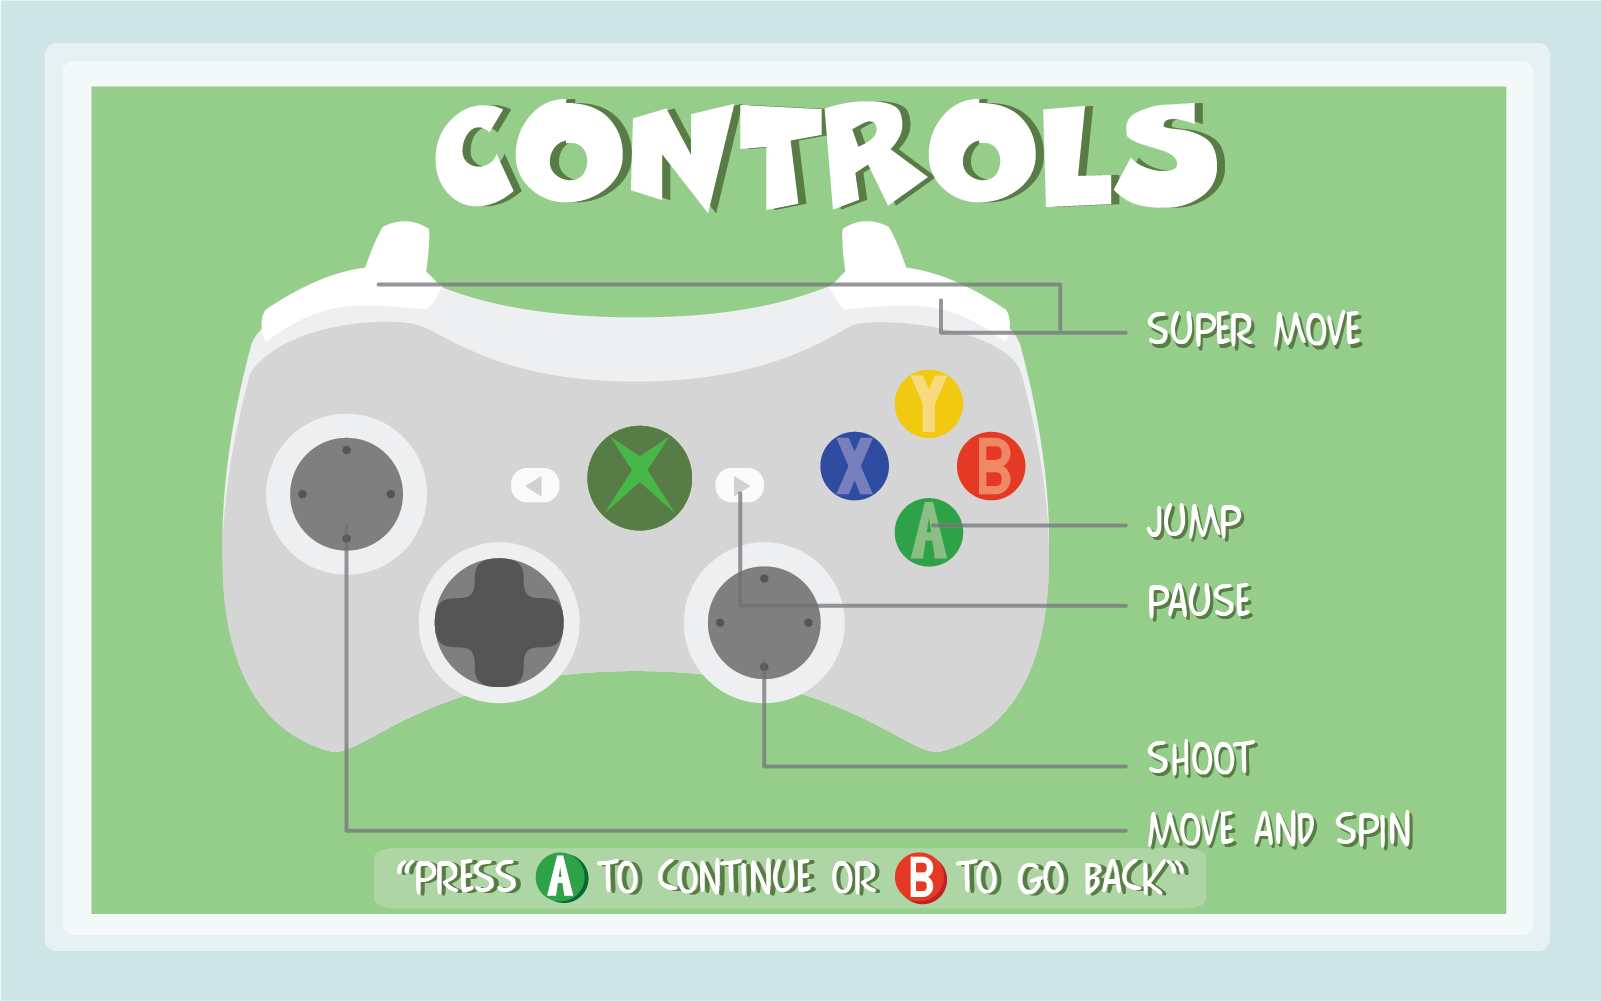 CONTROLS
SUPER MOVE
Y
X
B
A
JUMP
PAUSE
SHOOT
MOVE AND SPIN
“PRESS A TO CONTINUE OR B TO GO BACK”